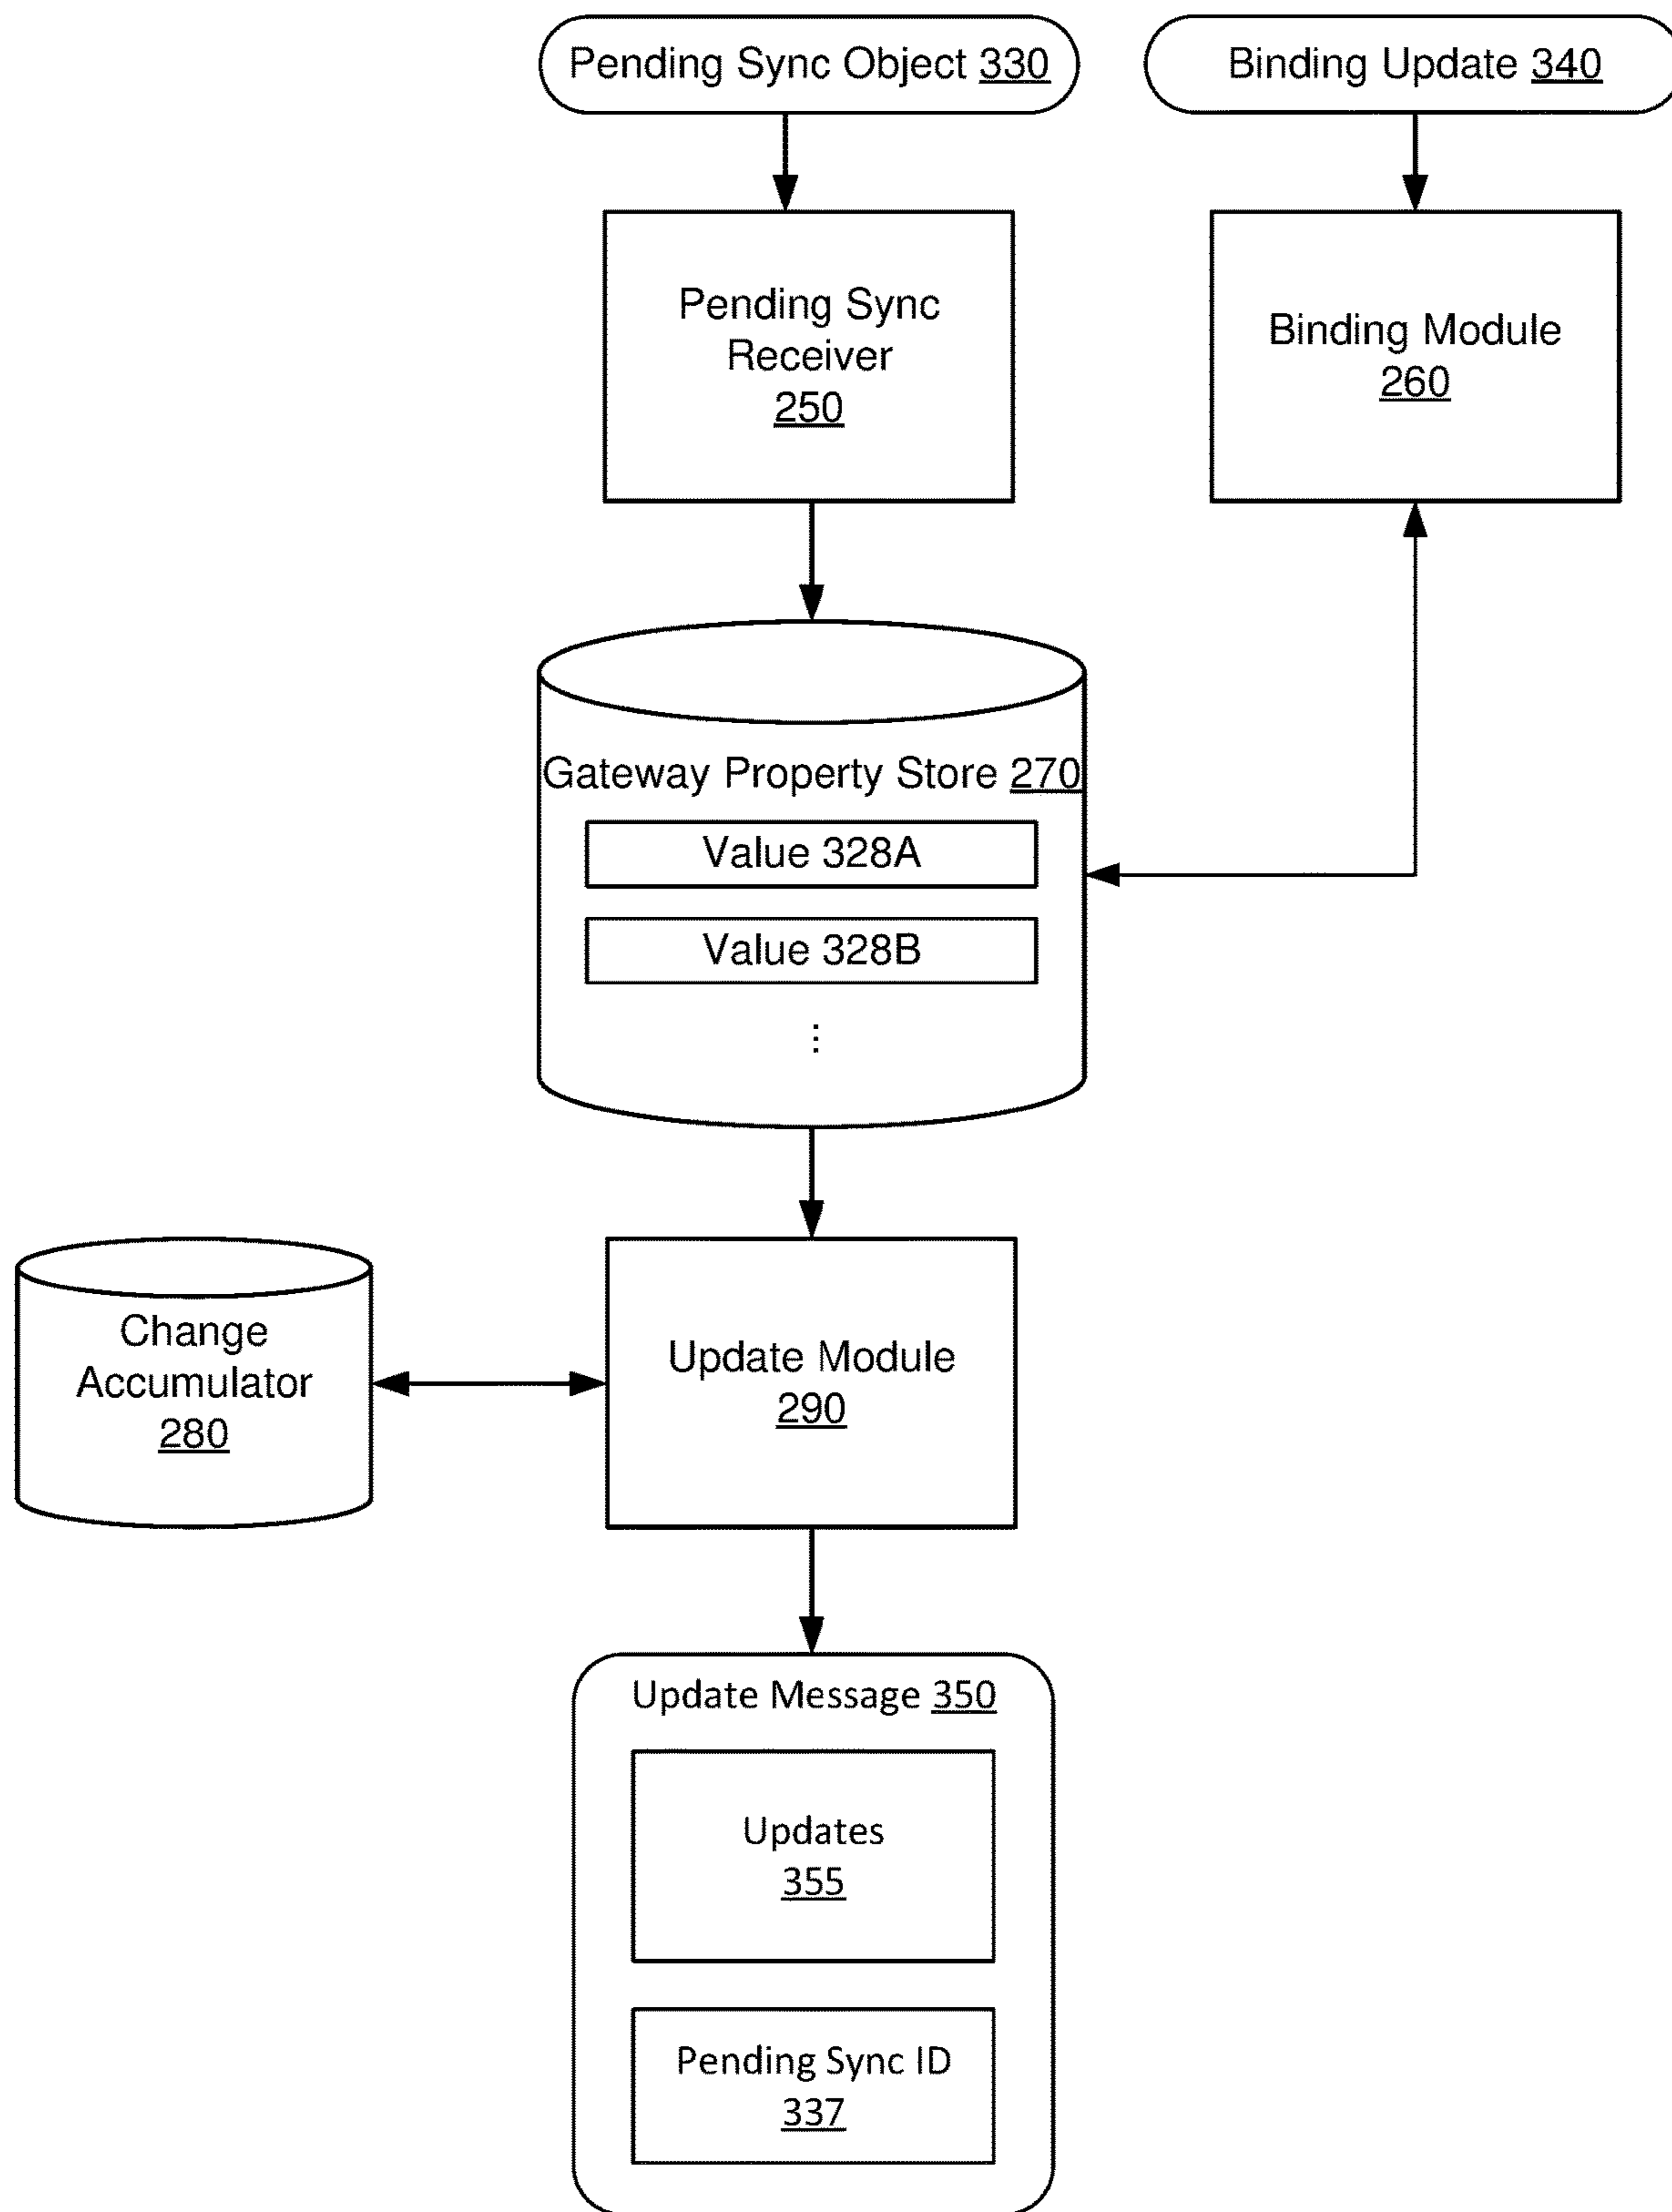 Pending Sync Object 330
Binding Update 340
Pending Sync
Receiver
250
Binding Module
260
Gateway Property Store 270
Value 328A
Value 328B
⋮
Change
Accumulator
280
Update Module
290
Update Message 350
Updates
355
Pending Sync ID
337